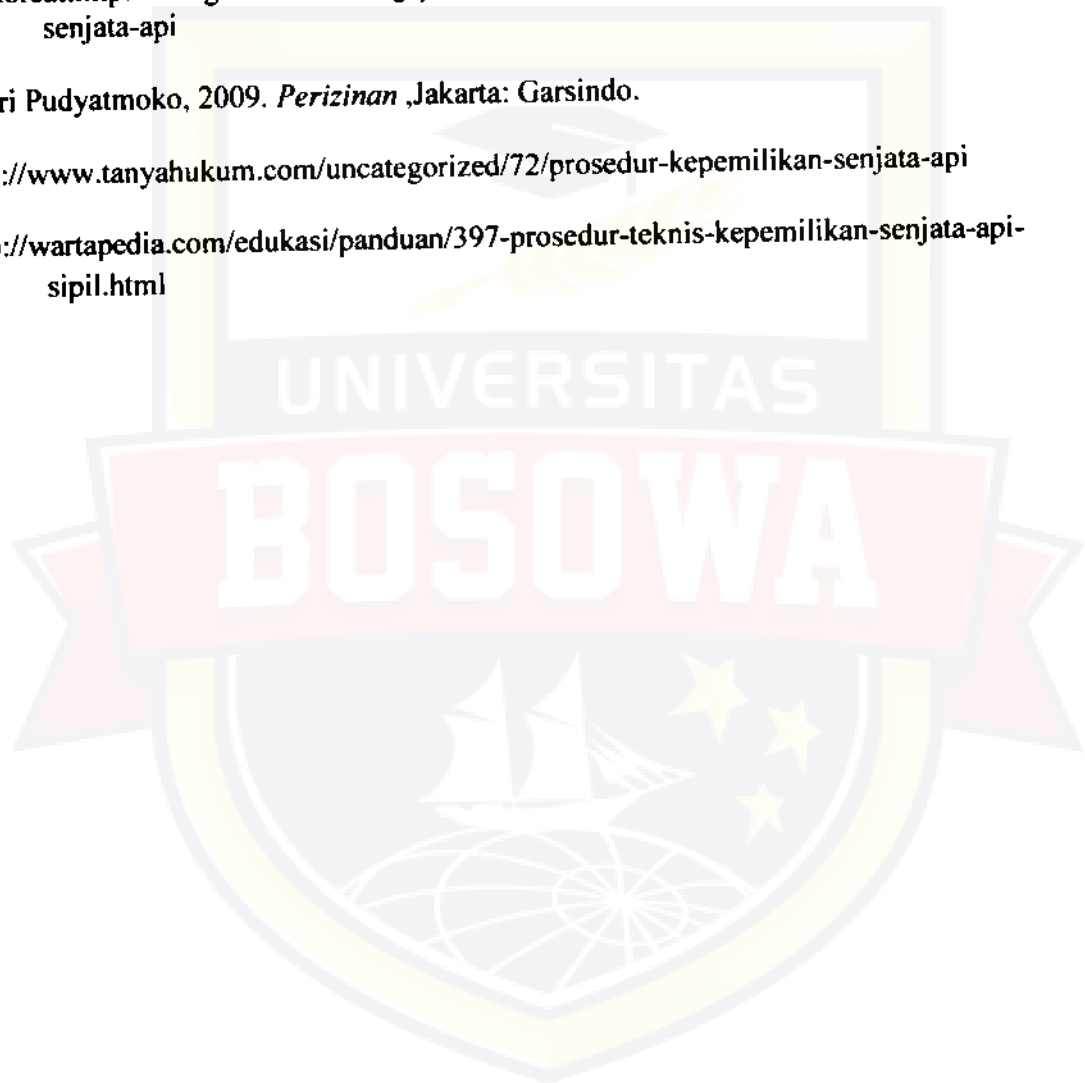 senjata-api
ri Pudyatmoko, 2009. Perizinan ,Jakarta: Garsindo.
://www.tanyahukum.com/uncategorized/72/prosedur-kepemilikan-senjata-api
://wartapedia.com/edukasi/panduan/397-prosedur-teknis-kepemilikan-senjata-api-
sipil.html
UNIVERSITAS
BOSOWA